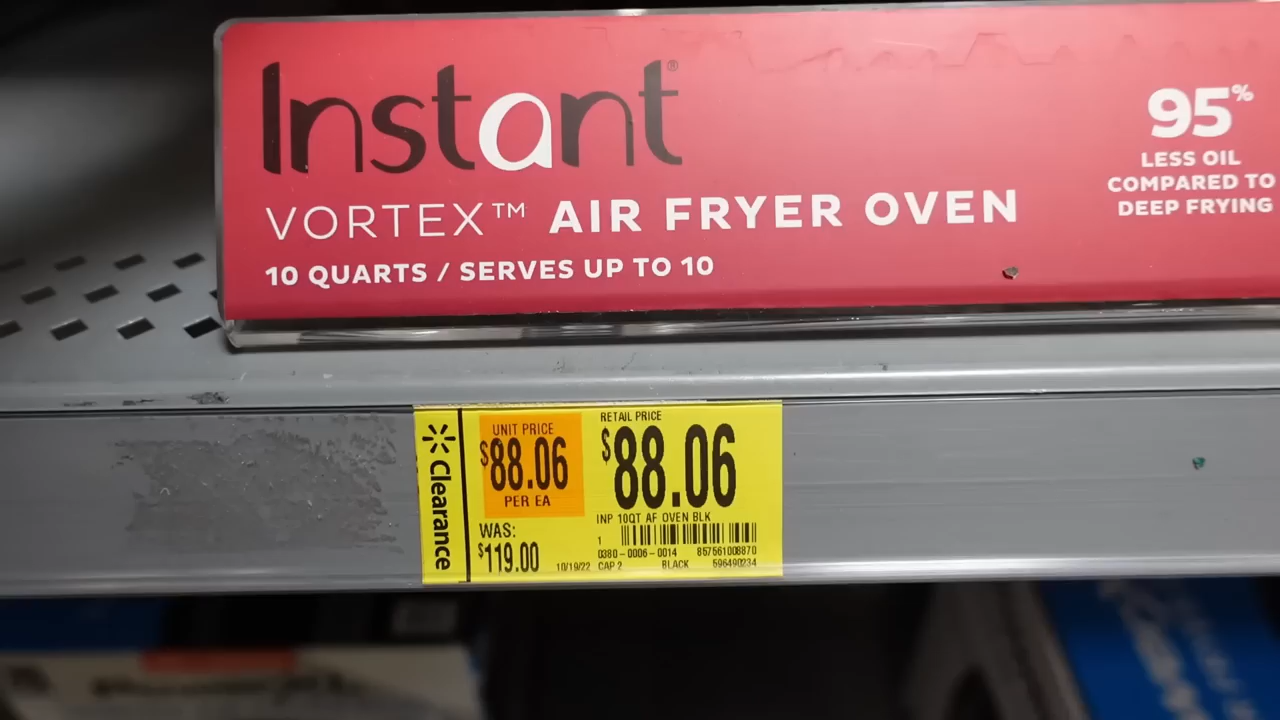 Instant®
VORTEX™ AIR FRYER OVEN
10 QUARTS / SERVES UP TO 10
95%
LESS OIL
COMPARED TO
DEEP FRYING
Clearance
UNIT PRICE
$88.06
PER EA
WAS:
$119.00
10/19/22
RETAIL PRICE
$88.06
INP 10QT AF OVEN BLK
1
0380-0006-0014 857561008870
CAP 2 BLACK 596490234